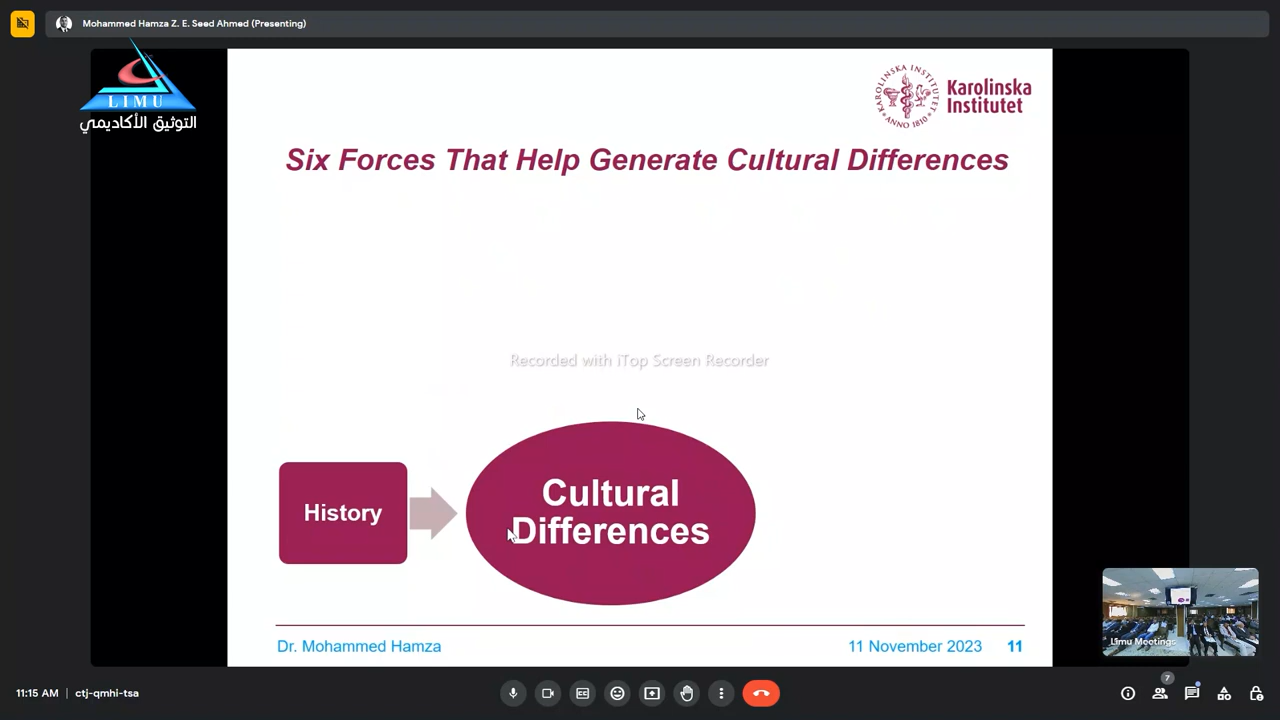 Mohammed Hamza Z. E. Seed Ahmed (Presenting)
LIMU
التوثيق الأكاديمي
KAROLINSKA INSTITUTET
ANNO 1810
Karolinska
Institutet
Six Forces That Help Generate Cultural Differences
Recorded with iTop Screen Recorder
History
Cultural
Differences
Dr. Mohammed Hamza
11 November 2023
11
Limu Meetings
11:15 AM | ctj-qmhi-tsa
7